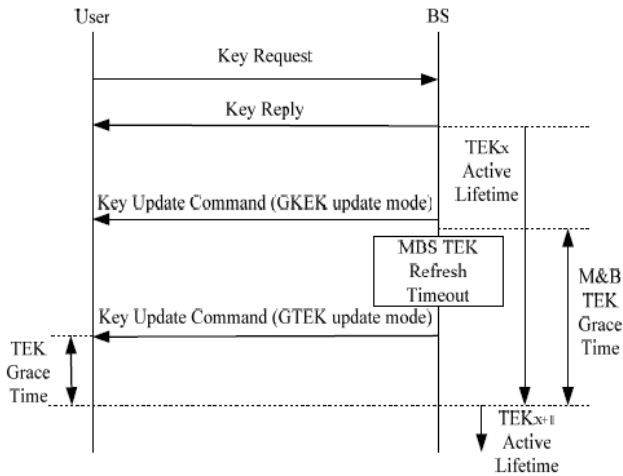 User
BS
Key Request
Key Reply
TEKx
Active
Lifetime
Key Update Command (GKEK update mode)
MBS TEK
Refresh
Timeout
M&B
TEK
Grace
Time
Key Update Command (GTEK update mode)
TEK
Grace
Time
TEKx+1
Active
Lifetime